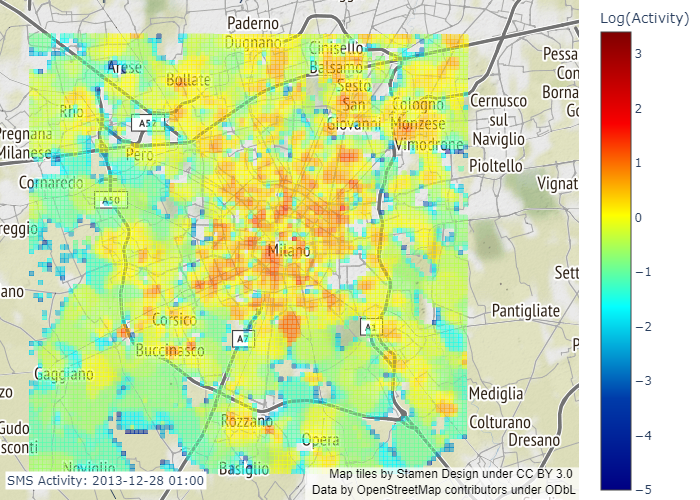 Paderno
Dugnano
Cinisello
Balsamo
Arese
Bollate
Sesto
San
Giovanni
Cologno
Monzese
Rho
A57
Pero
Vimodrone
Cernusco
sul
Naviglio
Pioltello
Pessa
Con
Borna
Go
Pregnana
Milanese
Cornaredo
A50
Vignat
reggio
Milano
Sett
ano
Pantigliate
Corsico
A7
A1
Buccinasco
P
Gaggiano
zo
Mediglia
Rozzano
Colturano
Gudo
Dresano
sconti
Opera
Noviglio
Basiglio
SMS Activity: 2013-12-28 01:00
Map tiles by Stamen Design under CC BY 3.0
Data by OpenStreetMap contributors under ODbL
Log(Activity)
3
2
1
0
−1
−2
−3
−4
−5